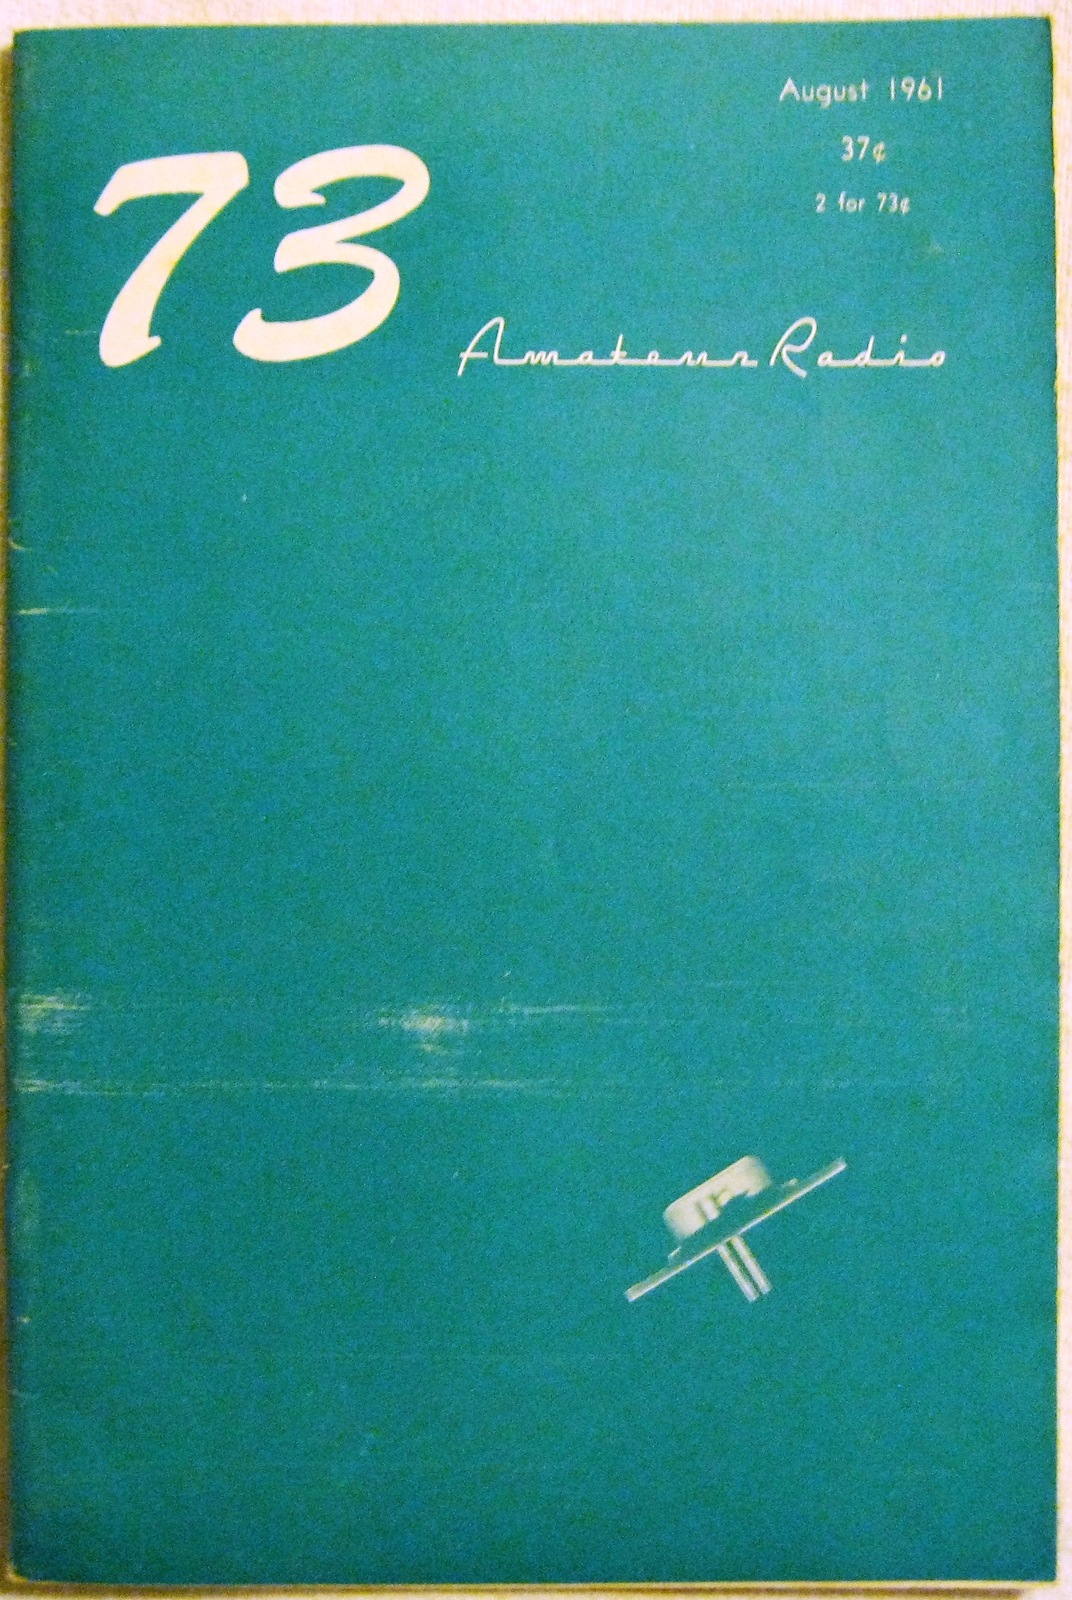 August 1961
37¢
2 for 73¢
73
Amateur Radio